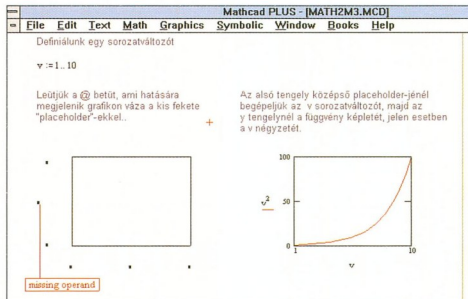 Mathcad PLUS - [MATH2M3.MCD]
File Edit Text Math Graphics Symbolic Window Books Help
Definiálunk egy sorozatváltozót
v := 1 .. 10
Leütjük a @ betűt, ami hatására
megjelenik grafikon váza a kis fekete
"placeholder"-ekkel..
Az alsó tengely középső placeholder-jénél
begépeljük az v sorozatváltozót, majd az
y tengelynél a függvény képletét, jelen esetben
a v négyzetét.
100
v²
50
0
1
10
v
missing operand